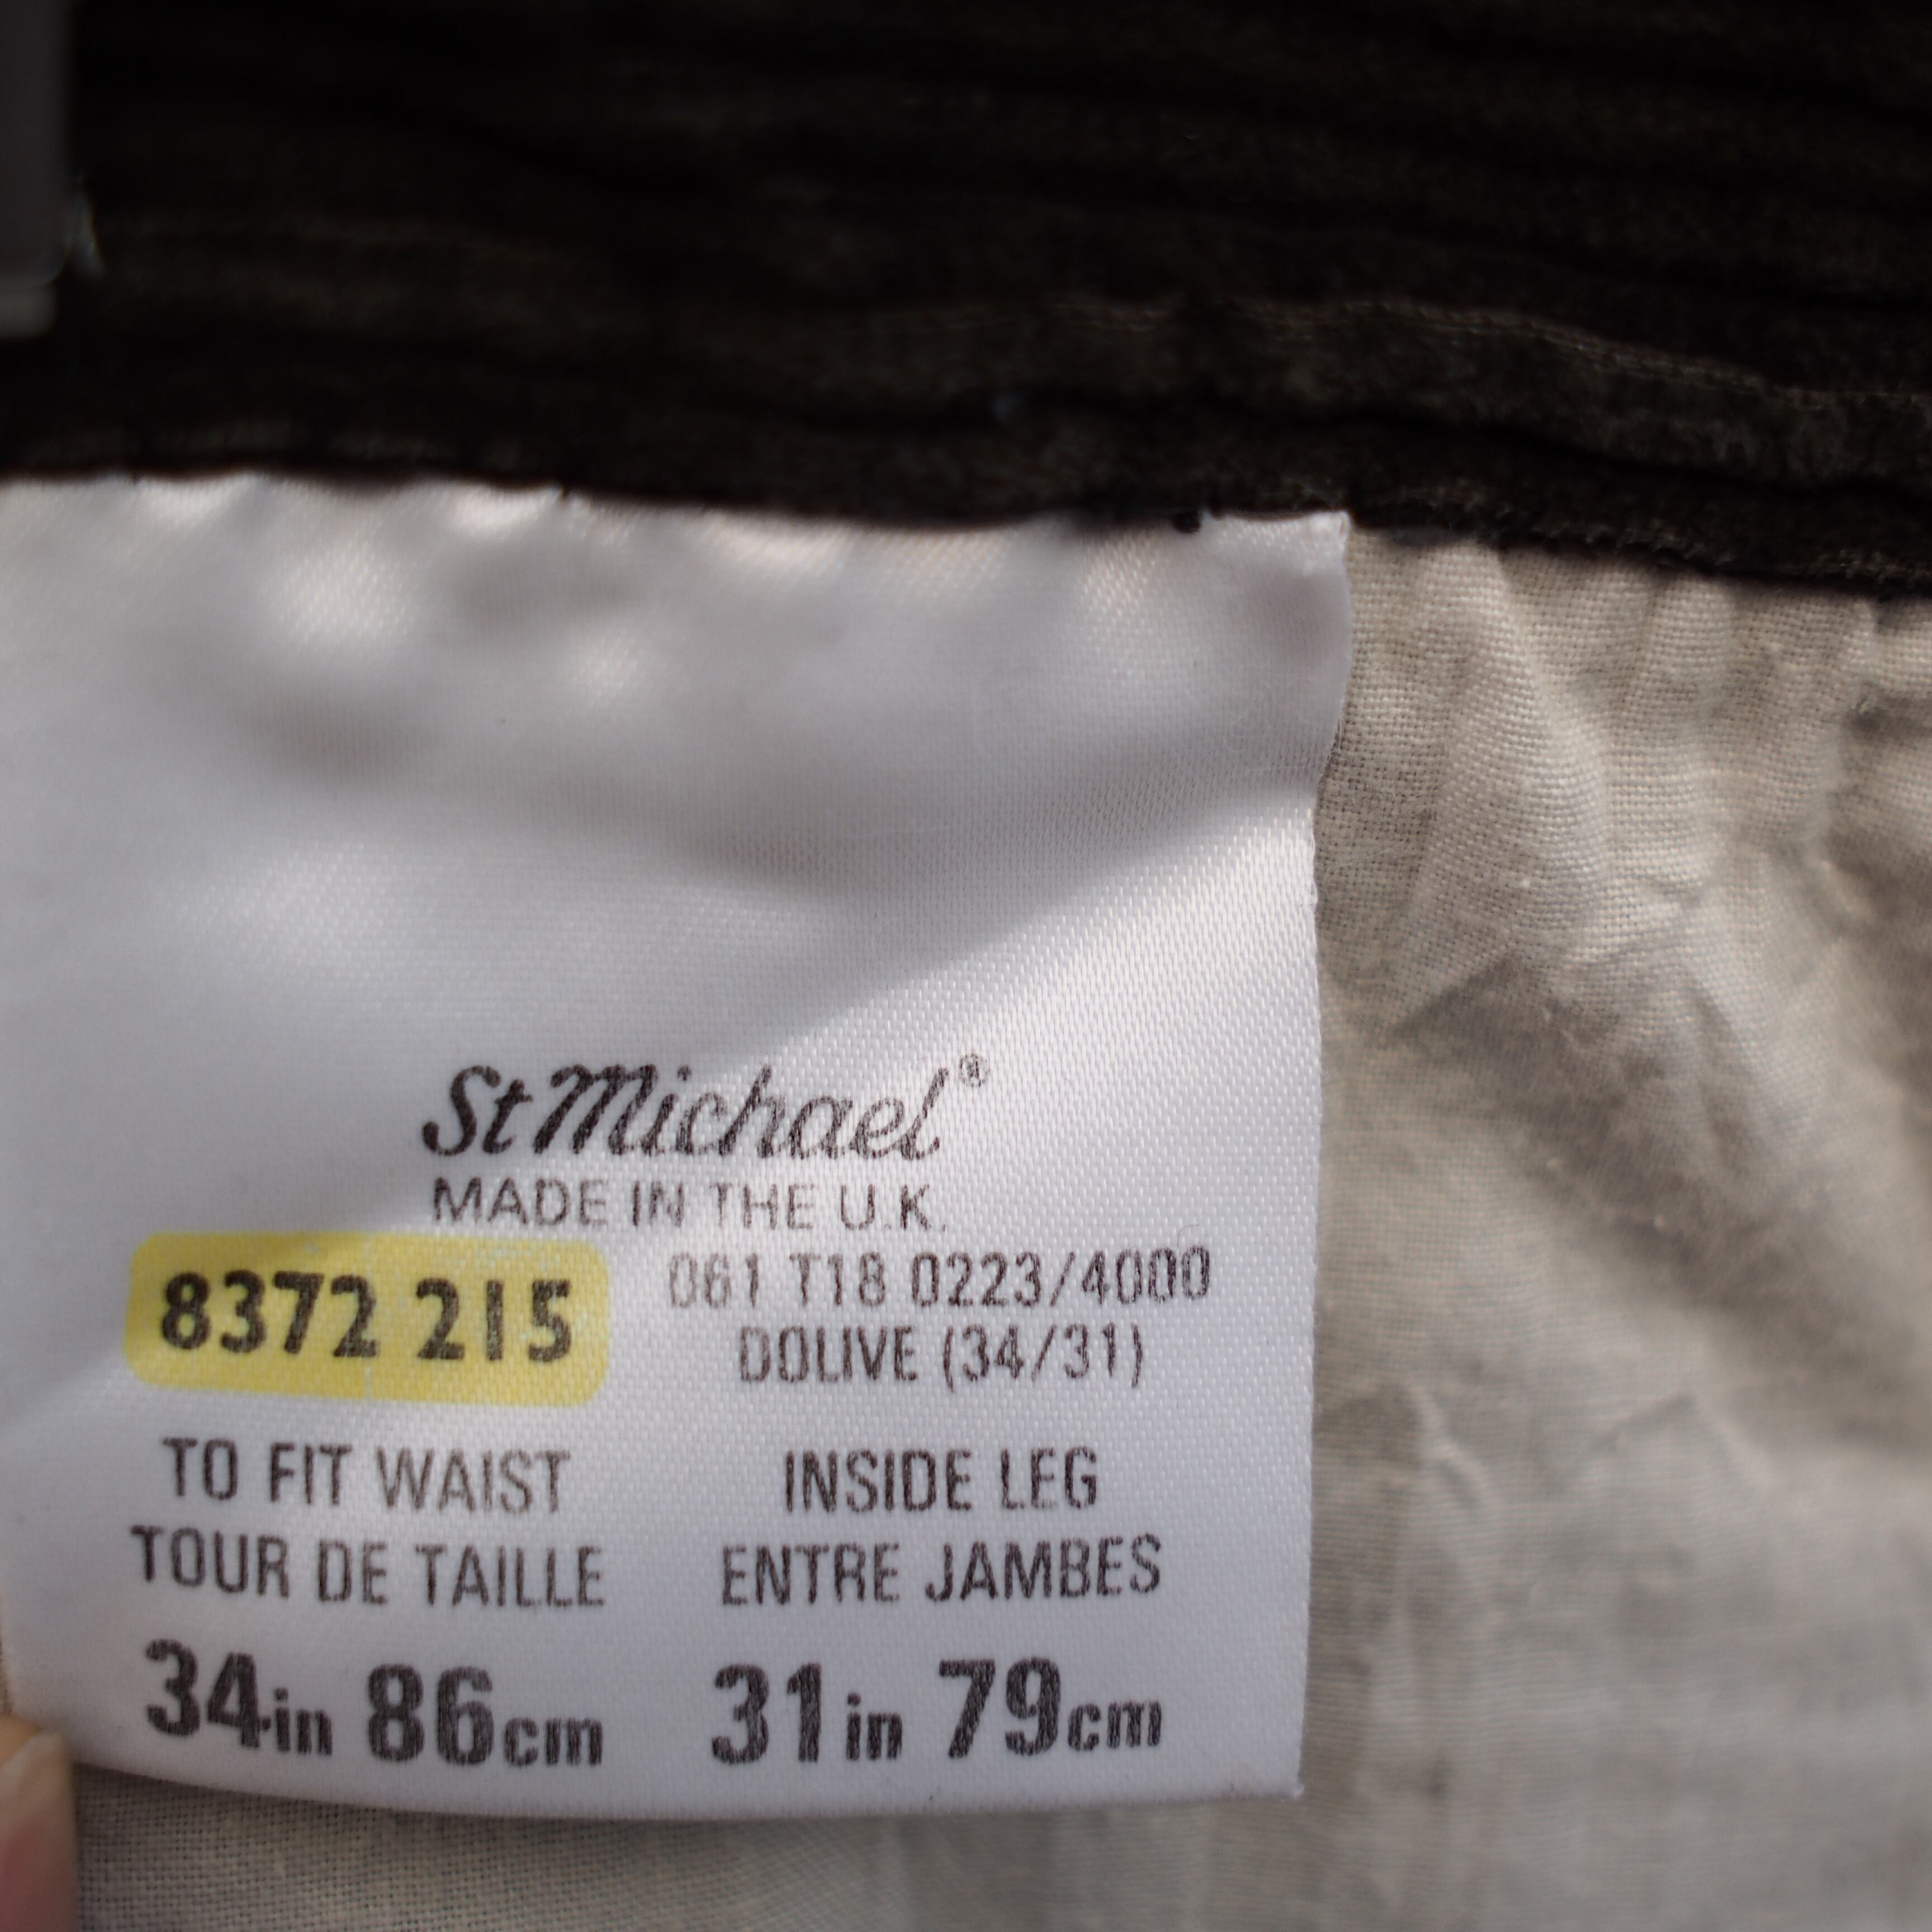 St Michael®
MADE IN THE U.K.
8372 215
061 T18 0223/4000
DOLIVE (34/31)
TO FIT WAIST
TOUR DE TAILLE
34in 86cm
INSIDE LEG
ENTRE JAMBES
31in 79cm